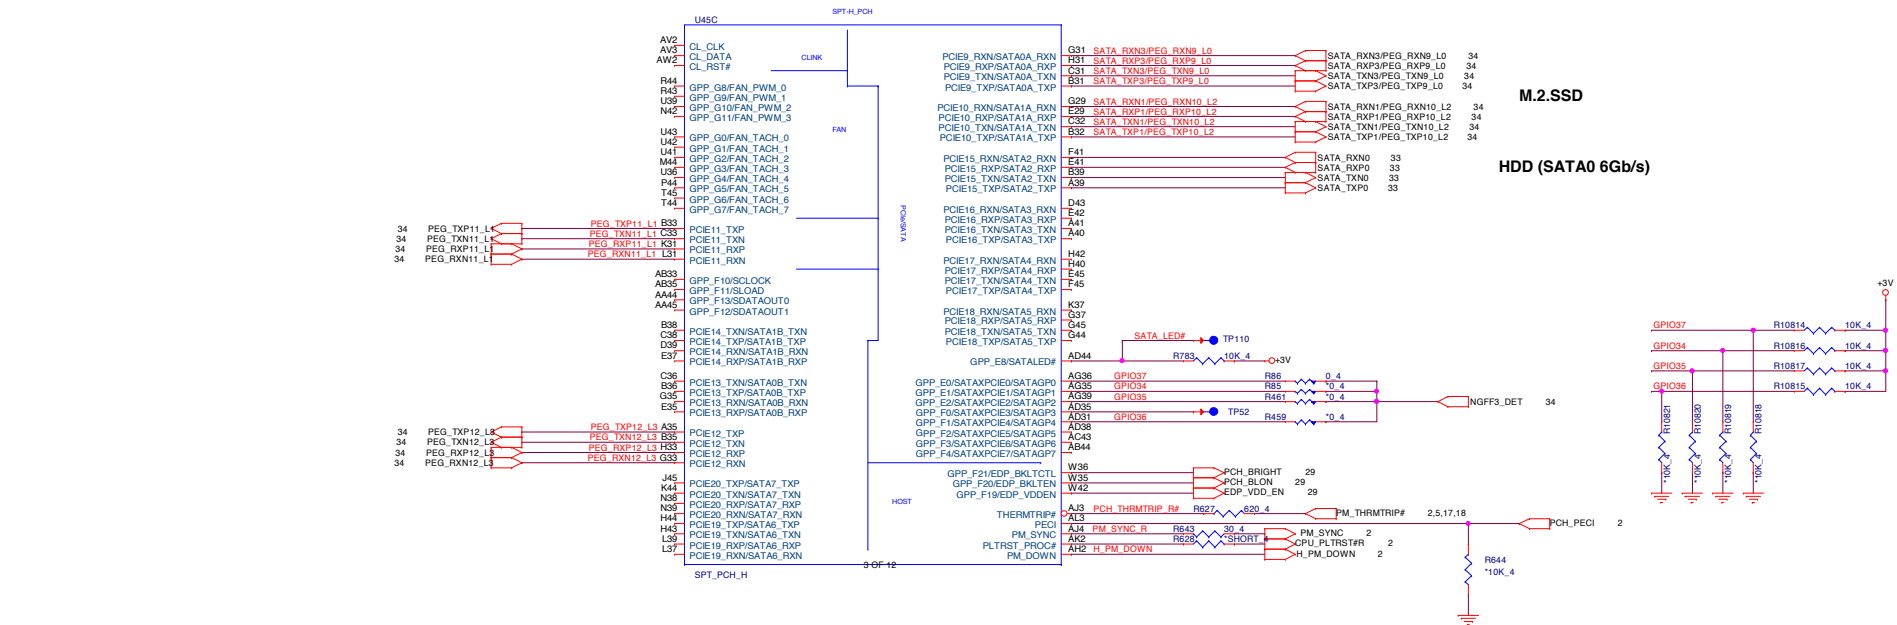 SPT-H_PCH
U45C
AV2 CL_CLK
AV3 CL_DATA
AW2 CL_RST#
CLINK
R44 GPP_G8/FAN_PWM_0
R43 GPP_G9/FAN_PWM_1
U39 GPP_G10/FAN_PWM_2
N42 GPP_G11/FAN_PWM_3
FAN
U43 GPP_G0/FAN_TACH_0
U42 GPP_G1/FAN_TACH_1
U41 GPP_G2/FAN_TACH_2
M44 GPP_G3/FAN_TACH_3
U36 GPP_G4/FAN_TACH_4
P44 GPP_G5/FAN_TACH_5
T45 GPP_G6/FAN_TACH_6
T44 GPP_G7/FAN_TACH_7
PCIe/SATA
34 PEG_TXP11_L1 PEG_TXP11_L1 B33 PCIE11_TXP
34 PEG_TXN11_L1 PEG_TXN11_L1 C33 PCIE11_TXN
34 PEG_RXP11_L1 PEG_RXP11_L1 K31 PCIE11_RXP
34 PEG_RXN11_L1 PEG_RXN11_L1 L31 PCIE11_RXN
AB33 GPP_F10/SCLOCK
AB35 GPP_F11/SLOAD
AA44 GPP_F13/SDATAOUT0
AA45 GPP_F12/SDATAOUT1
B38 PCIE14_TXN/SATA1B_TXN
C38 PCIE14_TXP/SATA1B_TXP
D39 PCIE14_RXN/SATA1B_RXN
E37 PCIE14_RXP/SATA1B_RXP
C36 PCIE13_TXN/SATA0B_TXN
B36 PCIE13_TXP/SATA0B_TXP
G35 PCIE13_RXN/SATA0B_RXN
E35 PCIE13_RXP/SATA0B_RXP
34 PEG_TXP12_L3 PEG_TXP12_L3 A35 PCIE12_TXP
34 PEG_TXN12_L3 PEG_TXN12_L3 B35 PCIE12_TXN
34 PEG_RXP12_L3 PEG_RXP12_L3 H33 PCIE12_RXP
34 PEG_RXN12_L3 PEG_RXN12_L3 G33 PCIE12_RXN
J45 PCIE20_TXP/SATA7_TXP
K44 PCIE20_TXN/SATA7_TXN
N38 PCIE20_RXP/SATA7_RXP
N39 PCIE20_RXN/SATA7_RXN
H44 PCIE19_TXP/SATA6_TXP
H43 PCIE19_TXN/SATA6_TXN
L39 PCIE19_RXP/SATA6_RXP
L37 PCIE19_RXN/SATA6_RXN
HOST
3 OF 12
SPT_PCH_H
PCIE9_RXN/SATA0A_RXN G31 SATA_RXN3/PEG_RXN9_L0 SATA_RXN3/PEG_RXN9_L0 34
PCIE9_RXP/SATA0A_RXP H31 SATA_RXP3/PEG_RXP9_L0 SATA_RXP3/PEG_RXP9_L0 34
PCIE9_TXN/SATA0A_TXN C31 SATA_TXN3/PEG_TXN9_L0 SATA_TXN3/PEG_TXN9_L0 34
PCIE9_TXP/SATA0A_TXP B31 SATA_TXP3/PEG_TXP9_L0 SATA_TXP3/PEG_TXP9_L0 34
M.2.SSD
PCIE10_RXN/SATA1A_RXN G29 SATA_RXN1/PEG_RXN10_L2 SATA_RXN1/PEG_RXN10_L2 34
PCIE10_RXP/SATA1A_RXP E29 SATA_RXP1/PEG_RXP10_L2 SATA_RXP1/PEG_RXP10_L2 34
PCIE10_TXN/SATA1A_TXN C32 SATA_TXN1/PEG_TXN10_L2 SATA_TXN1/PEG_TXN10_L2 34
PCIE10_TXP/SATA1A_TXP B32 SATA_TXP1/PEG_TXP10_L2 SATA_TXP1/PEG_TXP10_L2 34
PCIE15_RXN/SATA2_RXN F41 SATA_RXN0 33
PCIE15_RXP/SATA2_RXP E41 SATA_RXP0 33
PCIE15_TXN/SATA2_TXN B39 SATA_TXN0 33
PCIE15_TXP/SATA2_TXP A39 SATA_TXP0 33
HDD (SATA0 6Gb/s)
PCIE16_RXN/SATA3_RXN D43
PCIE16_RXP/SATA3_RXP E42
PCIE16_TXN/SATA3_TXN A41
PCIE16_TXP/SATA3_TXP A40
PCIE17_RXN/SATA4_RXN H42
PCIE17_RXP/SATA4_RXP H40
PCIE17_TXN/SATA4_TXN E45
PCIE17_TXP/SATA4_TXP F45
PCIE18_RXN/SATA5_RXN K37
PCIE18_RXP/SATA5_RXP G37
PCIE18_TXN/SATA5_TXN G45
PCIE18_TXP/SATA5_TXP G44
SATA_LED# TP110
GPP_E8/SATALED# AD44 R783 10K_4 +3V
GPP_E0/SATAXPCIE0/SATAGP0 AG36 GPIO37 R86 0_4
GPP_E1/SATAXPCIE1/SATAGP1 AG35 GPIO34 R85 *0_4
GPP_E2/SATAXPCIE2/SATAGP2 AG39 GPIO35 R461 *0_4 NGFF3_DET 34
GPP_F0/SATAXPCIE3/SATAGP3 AD35 TP52
GPP_F1/SATAXPCIE4/SATAGP4 AD31 GPIO36 R459 *0_4
GPP_F2/SATAXPCIE5/SATAGP5 AD38
GPP_F3/SATAXPCIE6/SATAGP6 AC43
GPP_F4/SATAXPCIE7/SATAGP7 AB44
GPP_F21/EDP_BKLTCTL W36 PCH_BRIGHT 29
GPP_F20/EDP_BKLTEN W35 PCH_BLON 29
GPP_F19/EDP_VDDEN W42 EDP_VDD_EN 29
THERMTRIP# AJ3 PCH_THRMTRIP_R# R627 620_4 PM_THRMTRIP# 2,5,17,18
PECI AL3 PCH_PECI 2
PM_SYNC AJ4 PM_SYNC_R R643 30_4 PM_SYNC 2
PLTRST_PROC# AK2 R628 *SHORT_4 CPU_PLTRST#R 2
PM_DOWN AH2 H_PM_DOWN H_PM_DOWN 2
R644
*10K_4
+3V
GPIO37 R10814 10K_4
GPIO34 R10816 10K_4
GPIO35 R10817 10K_4
GPIO36 R10815 10K_4
R10821 *10K_4
R10820 *10K_4
R10819 *10K_4
R10818 *10K_4